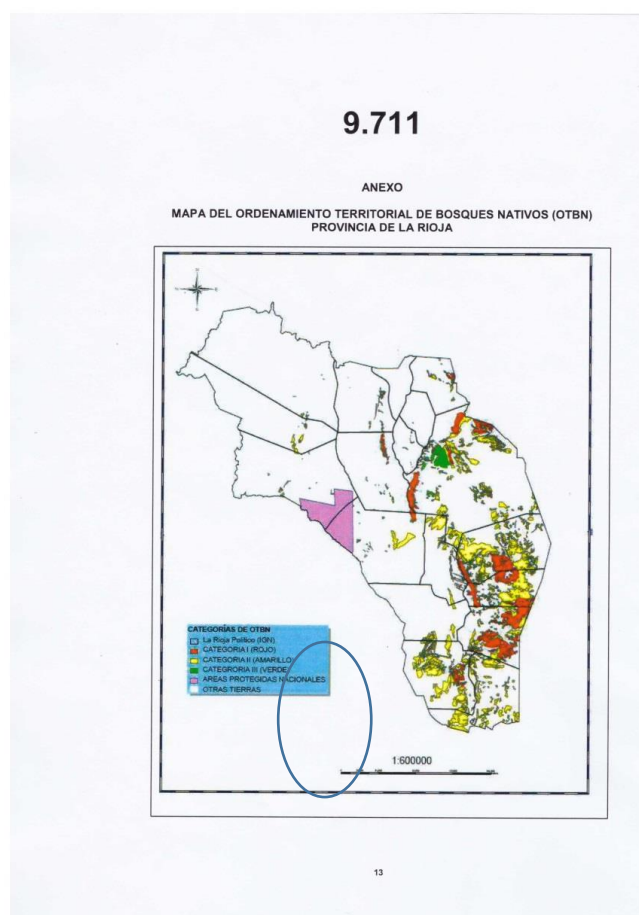 9.711
ANEXO
MAPA DEL ORDENAMIENTO TERRITORIAL DE BOSQUES NATIVOS (OTBN)
PROVINCIA DE LA RIOJA
CATEGORÍAS DE OTBN
La Rioja Político (IGN)
CATEGORIA I (ROJO)
CATEGORIA II (AMARILLO)
CATEGRORIA III (VERDE)
AREAS PROTEGIDAS NACIONALES
OTRAS TIERRAS
1:600000
13